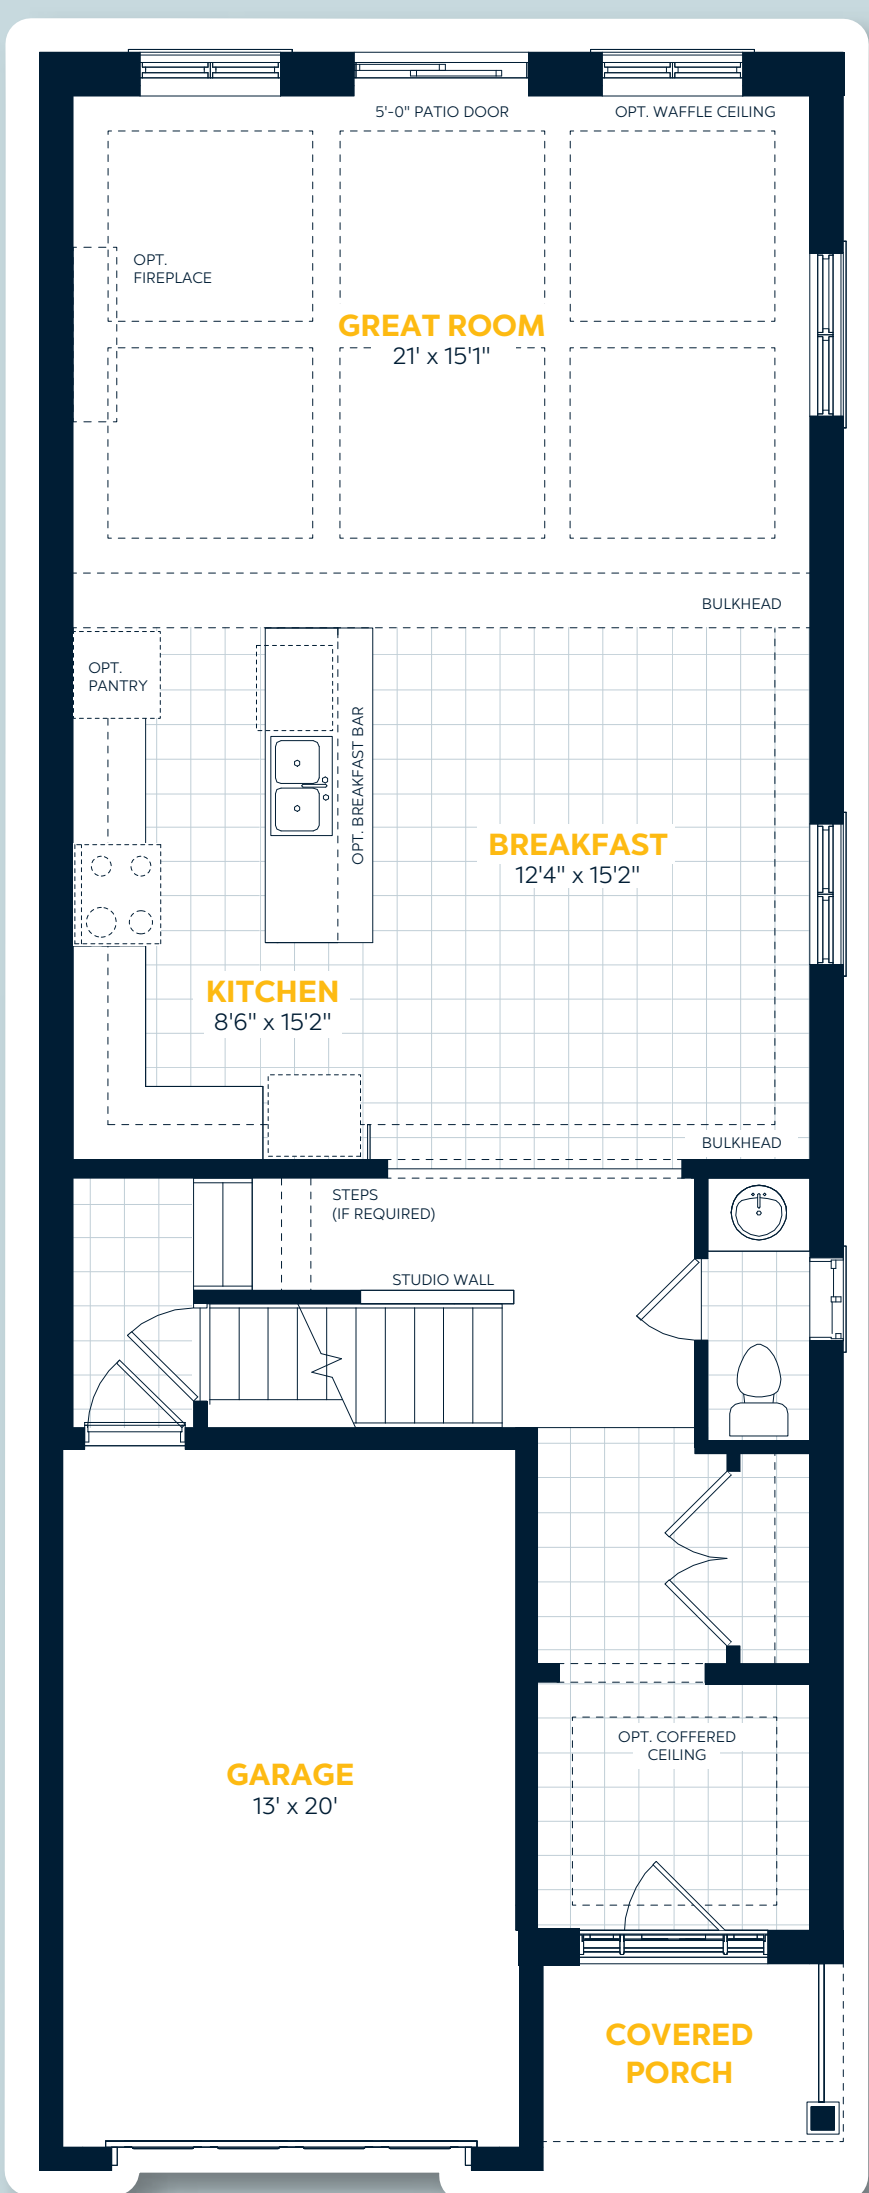 5'-0" PATIO DOOR
OPT. WAFFLE CEILING
OPT.
FIREPLACE
GREAT ROOM
21' x 15'1"
BULKHEAD
OPT.
PANTRY
OPT. BREAKFAST BAR
BREAKFAST
12'4" x 15'2"
KITCHEN
8'6" x 15'2"
BULKHEAD
STEPS
(IF REQUIRED)
STUDIO WALL
OPT. COFFERED
CEILING
GARAGE
13' x 20'
COVERED
PORCH